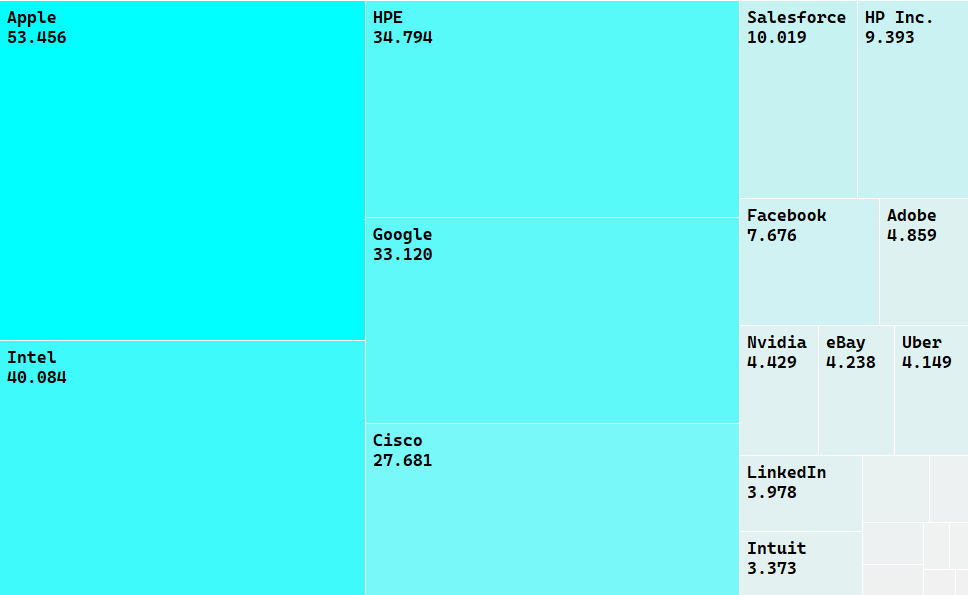 Apple
53.456
Intel
40.084
HPE
34.794
Google
33.120
Cisco
27.681
Salesforce
10.019
HP Inc.
9.393
Facebook
7.676
Adobe
4.859
Nvidia
4.429
eBay
4.238
Uber
4.149
LinkedIn
3.978
Intuit
3.373